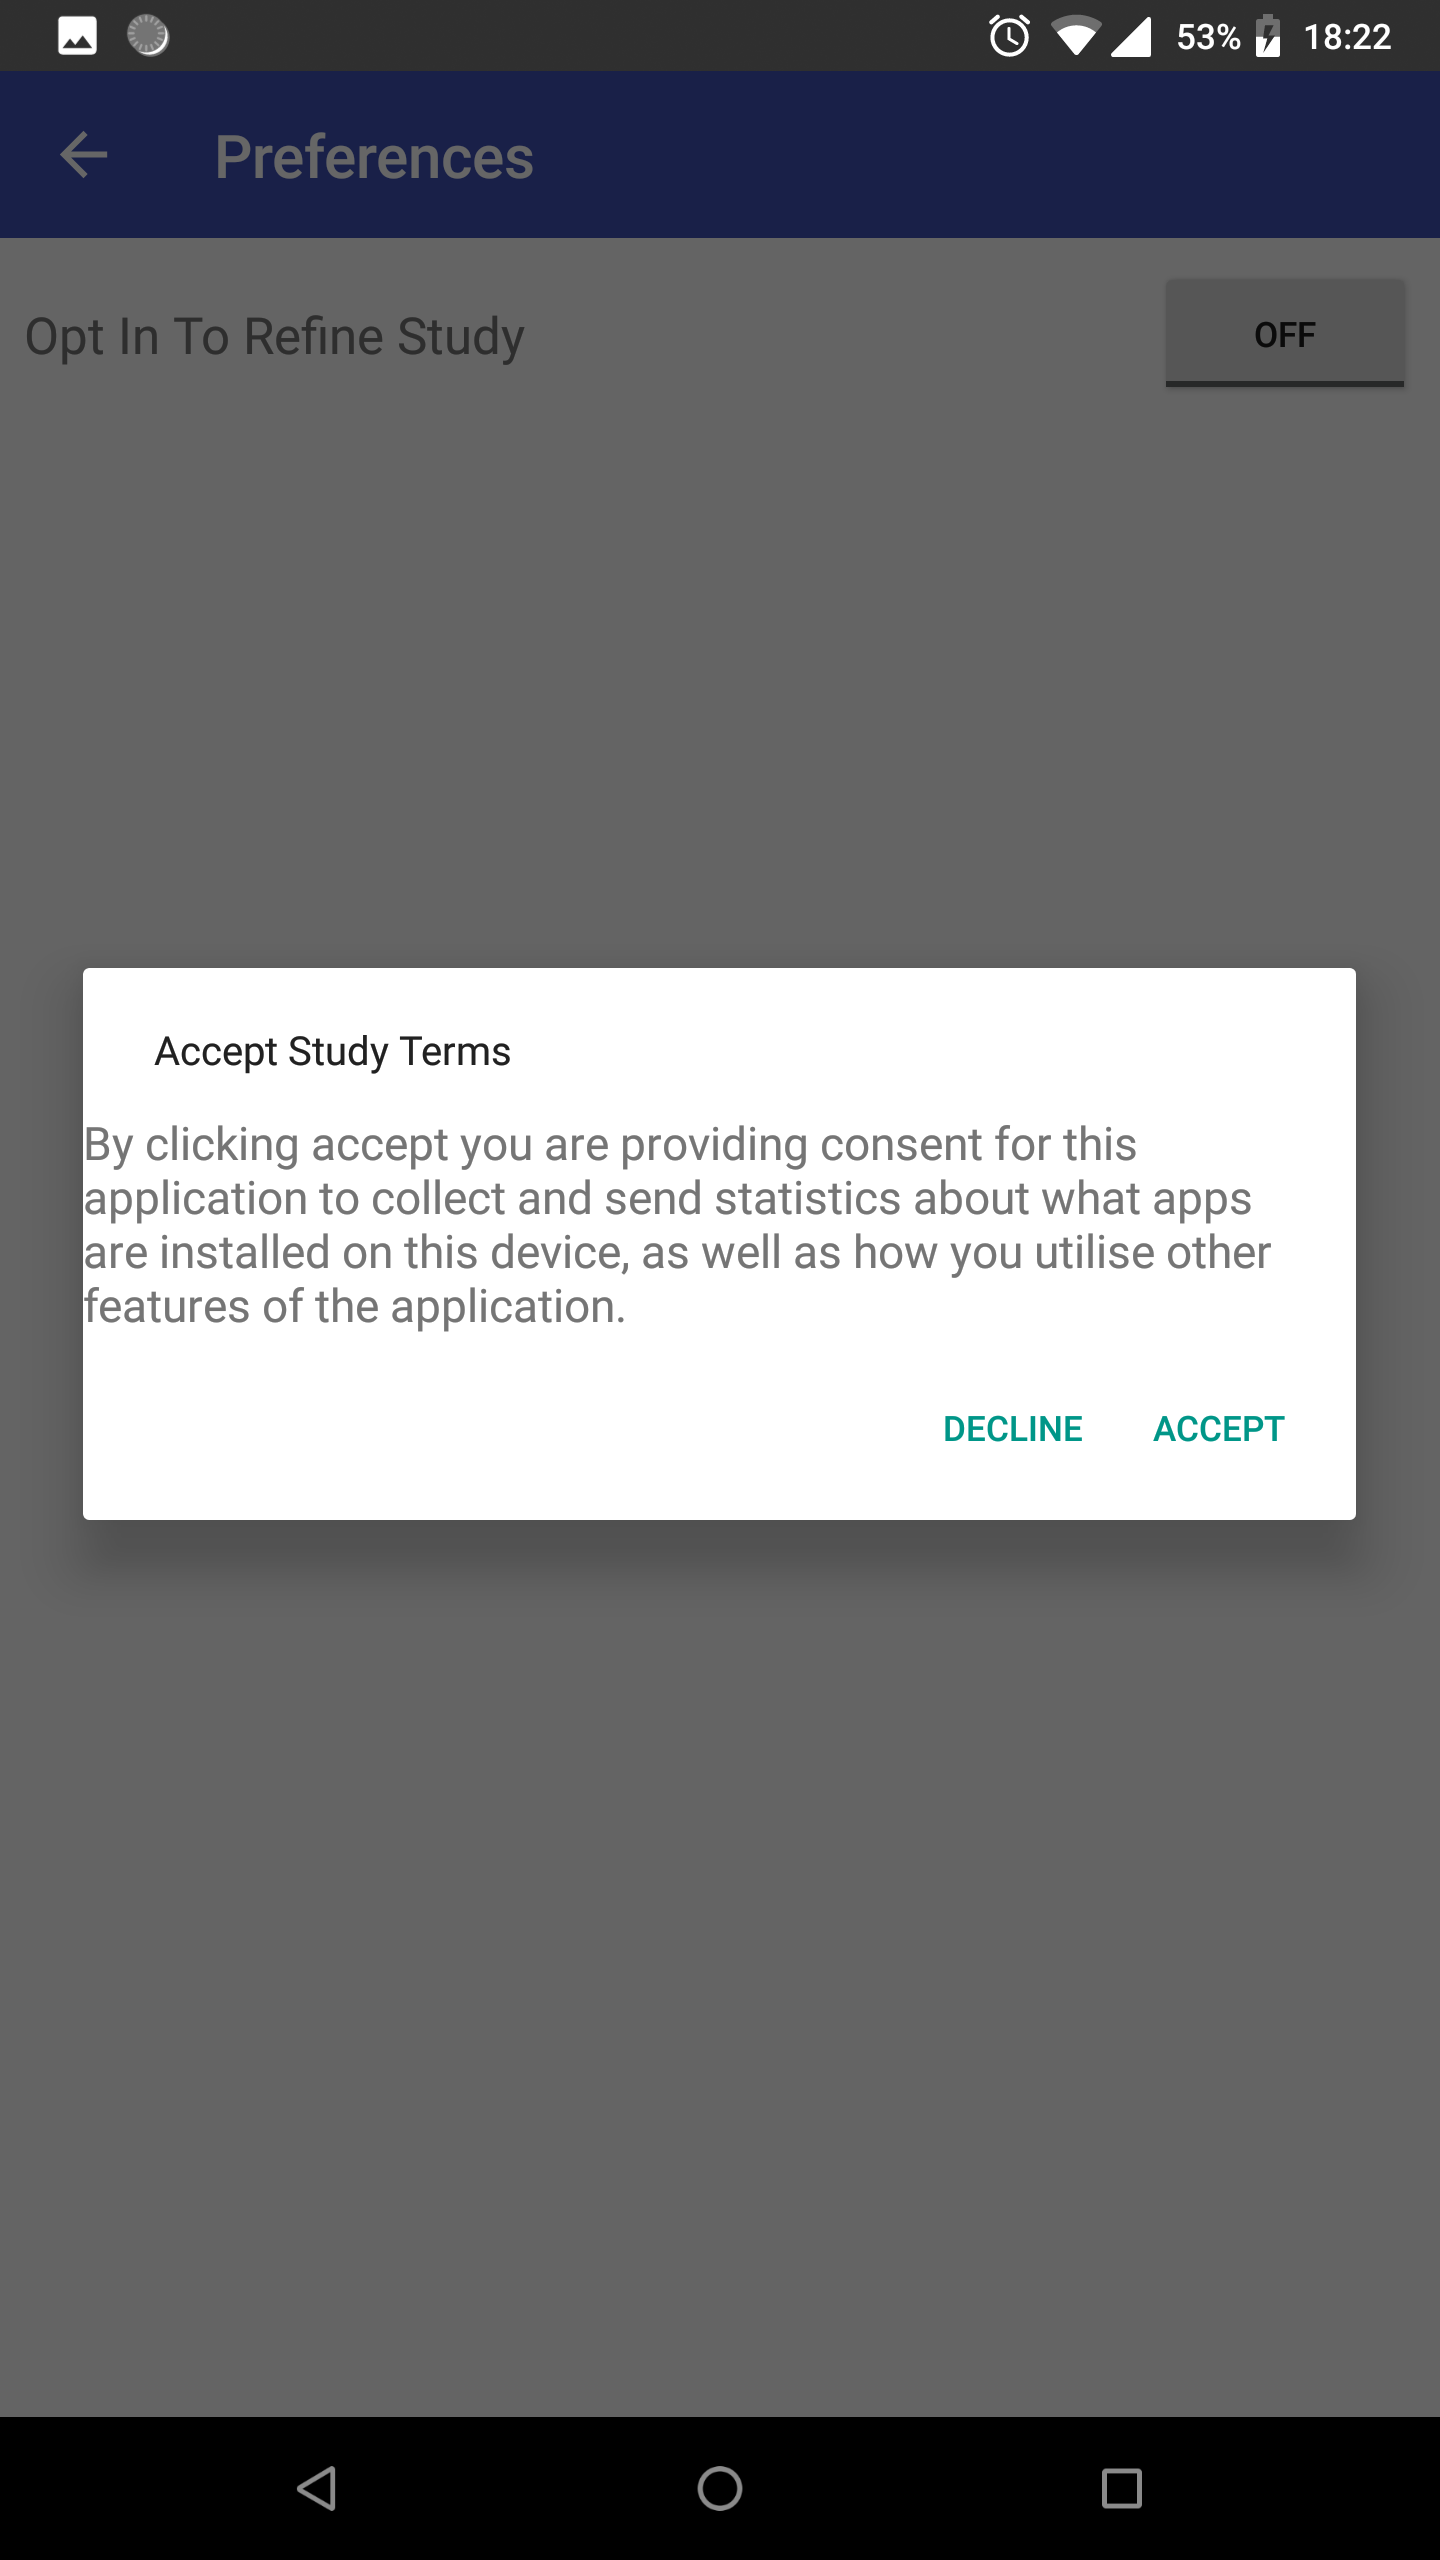 53% 18:22
Preferences
Opt In To Refine Study OFF
Accept Study Terms
By clicking accept you are providing consent for this
application to collect and send statistics about what apps
are installed on this device, as well as how you utilise other
features of the application.
DECLINE ACCEPT